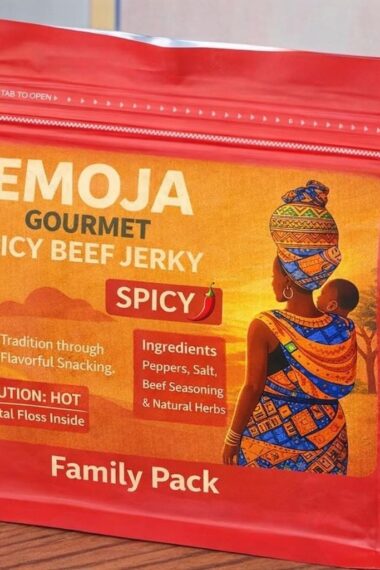 TAB TO OPEN
EMOJA
GOURMET
ICY BEEF JERKY
SPICY
Tradition through
Flavorful Snacking.
Ingredients
Peppers, Salt,
Beef Seasoning
& Natural Herbs
UTION: HOT
tal Floss Inside
Family Pack